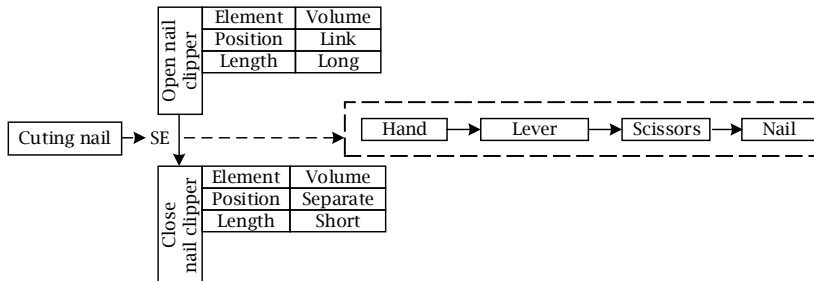 Open nail
clipper
Element Volume
Position Link
Length Long
Cuting nail
SE
Hand Lever Scissors Nail
Close
nail clipper
Element Volume
Position Separate
Length Short